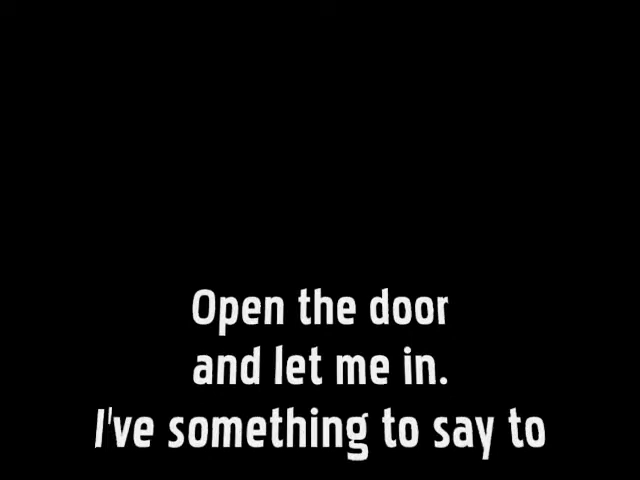 Open the door
and let me in.
I've something to say to